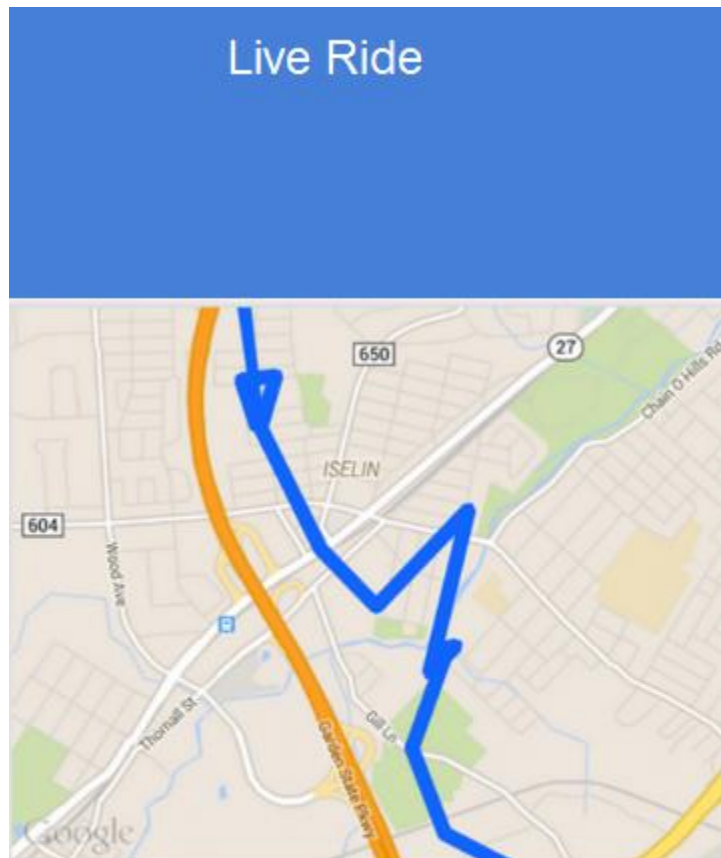 Live Ride
650
27
Chain O Hills Rd
ISELIN
604
Wood Ave
Thornall St
Gill Ln
Garden State Pkwy
Google